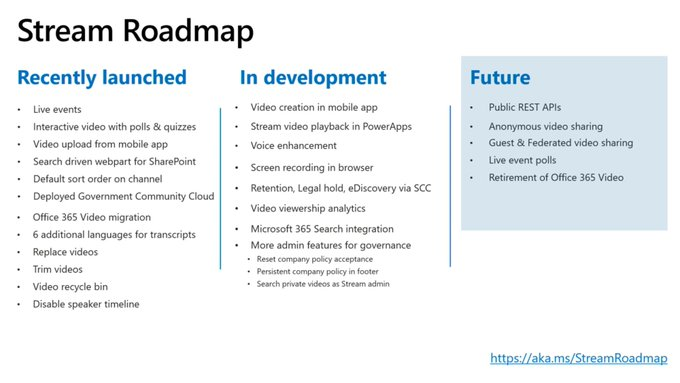 Stream Roadmap
Recently launched
• Live events
• Interactive video with polls & quizzes
• Video upload from mobile app
• Search driven webpart for SharePoint
• Default sort order on channel
• Deployed Government Community Cloud
• Office 365 Video migration
• 6 additional languages for transcripts
• Replace videos
• Trim videos
• Video recycle bin
• Disable speaker timeline
In development
• Video creation in mobile app
• Stream video playback in PowerApps
• Voice enhancement
• Screen recording in browser
• Retention, Legal hold, eDiscovery via SCC
• Video viewership analytics
• Microsoft 365 Search integration
• More admin features for governance
• Reset company policy acceptance
• Persistent company policy in footer
• Search private videos as Stream admin
Future
• Public REST APIs
• Anonymous video sharing
• Guest & Federated video sharing
• Live event polls
• Retirement of Office 365 Video
https://aka.ms/StreamRoadmap